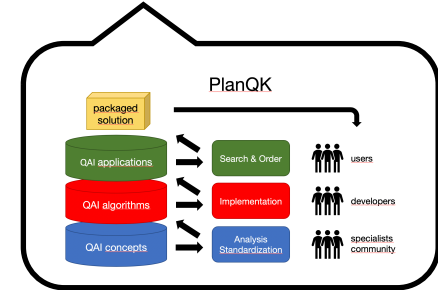 PlanQK
packaged
solution
QAI applications
Search & Order
users
QAI algorithms
Implementation
developers
QAI concepts
Analysis
Standardization
specialists
community